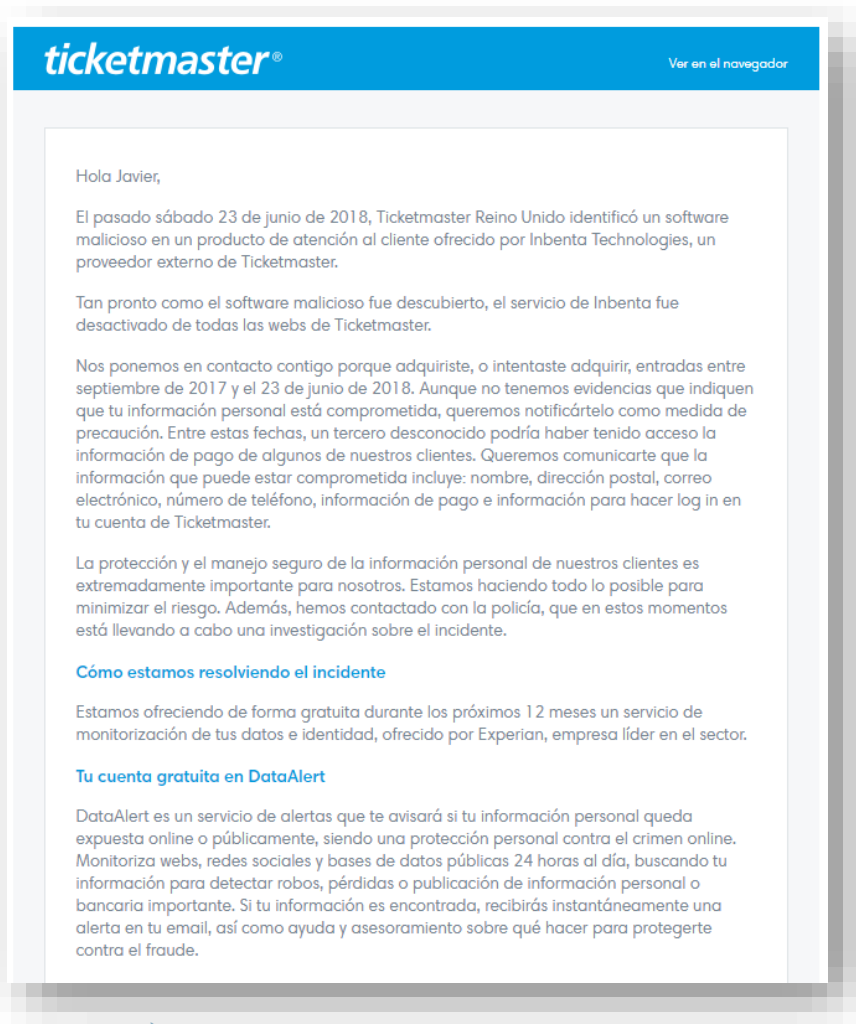 ticketmaster®
Ver en el navegador
Hola Javier,
El pasado sábado 23 de junio de 2018, Ticketmaster Reino Unido identificó un software
malicioso en un producto de atención al cliente ofrecido por Inbenta Technologies, un
proveedor externo de Ticketmaster.
Tan pronto como el software malicioso fue descubierto, el servicio de Inbenta fue
desactivado de todas las webs de Ticketmaster.
Nos ponemos en contacto contigo porque adquiriste, o intentaste adquirir, entradas entre
septiembre de 2017 y el 23 de junio de 2018. Aunque no tenemos evidencias que indiquen
que tu información personal está comprometida, queremos notificártelo como medida de
precaución. Entre estas fechas, un tercero desconocido podría haber tenido acceso la
información de pago de algunos de nuestros clientes. Queremos comunicarte que la
información que puede estar comprometida incluye: nombre, dirección postal, correo
electrónico, número de teléfono, información de pago e información para hacer log in en
tu cuenta de Ticketmaster.
La protección y el manejo seguro de la información personal de nuestros clientes es
extremadamente importante para nosotros. Estamos haciendo todo lo posible para
minimizar el riesgo. Además, hemos contactado con la policía, que en estos momentos
está llevando a cabo una investigación sobre el incidente.
Cómo estamos resolviendo el incidente
Estamos ofreciendo de forma gratuita durante los próximos 12 meses un servicio de
monitorización de tus datos e identidad, ofrecido por Experian, empresa líder en el sector.
Tu cuenta gratuita en DataAlert
DataAlert es un servicio de alertas que te avisará si tu información personal queda
expuesta online o públicamente, siendo una protección personal contra el crimen online.
Monitoriza webs, redes sociales y bases de datos públicas 24 horas al día, buscando tu
información para detectar robos, pérdidas o publicación de información personal o
bancaria importante. Si tu información es encontrada, recibirás instantáneamente una
alerta en tu email, así como ayuda y asesoramiento sobre qué hacer para protegerte
contra el fraude.